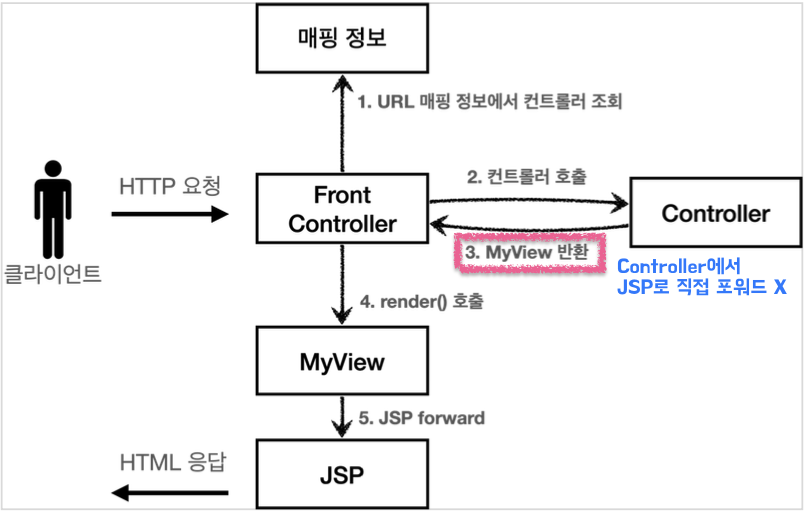 매핑 정보
1. URL 매핑 정보에서 컨트롤러 조회
HTTP 요청
Front
Controller
2. 컨트롤러 호출
Controller
3. MyView 반환
Controller에서
JSP로 직접 포워드 X
클라이언트
4. render() 호출
MyView
5. JSP forward
HTML 응답
JSP